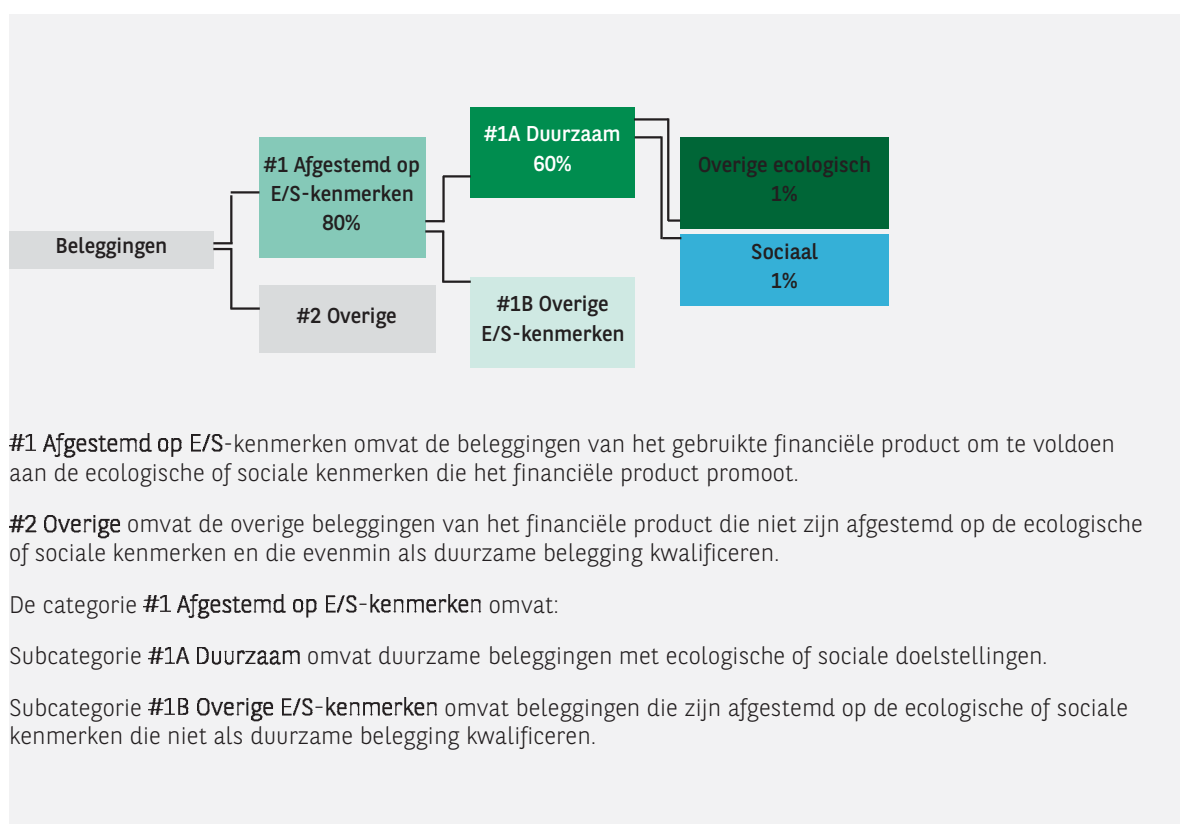 #1A Duurzaam
60%
#1 Afgestemd op
E/S-kenmerken
80%
Overige ecologisch
1%
Beleggingen
Sociaal
1%
#2 Overige
#1B Overige
E/S-kenmerken
#1 Afgestemd op E/S-kenmerken omvat de beleggingen van het gebruikte financiële product om te voldoen
aan de ecologische of sociale kenmerken die het financiële product promoot.
#2 Overige omvat de overige beleggingen van het financiële product die niet zijn afgestemd op de ecologische
of sociale kenmerken en die evenmin als duurzame belegging kwalificeren.
De categorie #1 Afgestemd op E/S-kenmerken omvat:
Subcategorie #1A Duurzaam omvat duurzame beleggingen met ecologische of sociale doelstellingen.
Subcategorie #1B Overige E/S-kenmerken omvat beleggingen die zijn afgestemd op de ecologische of sociale
kenmerken die niet als duurzame belegging kwalificeren.